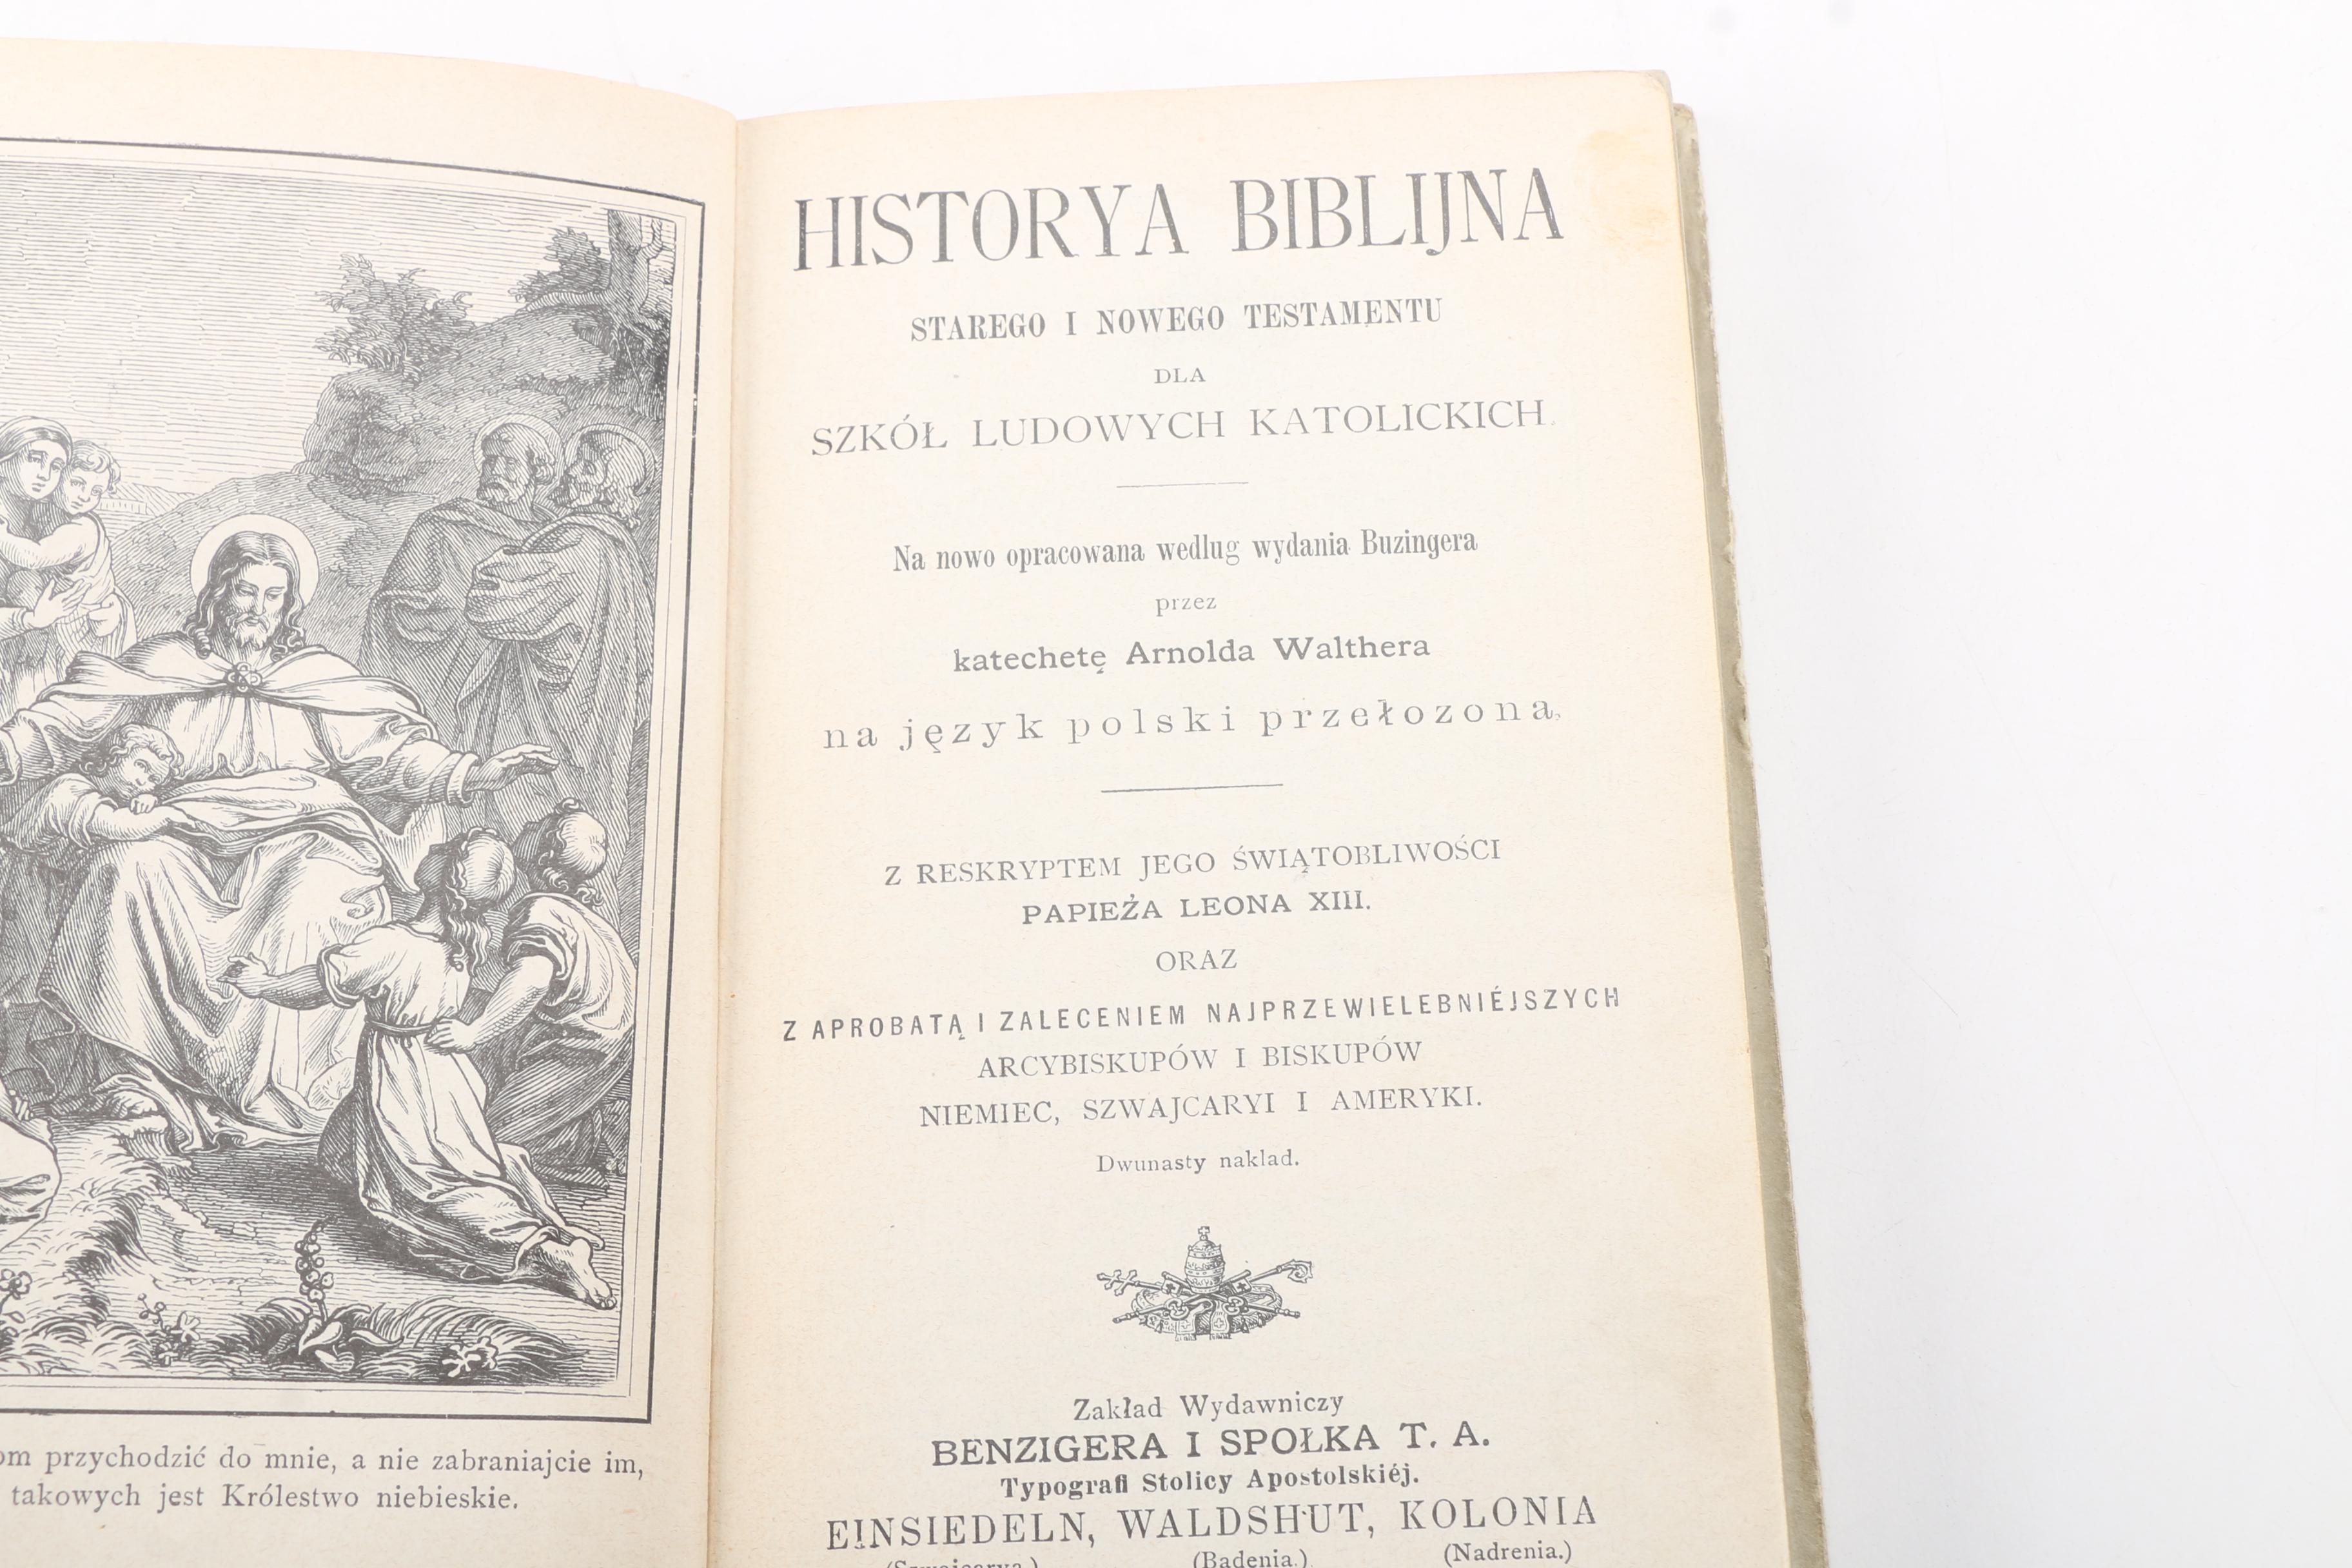 om przychodzić do mnie, a nie zabraniajcie im,
takowych jest Królestwo niebieskie.
HISTORYA BIBLIJNA
STAREGO I NOWEGO TESTAMENTU
DLA
SZKÓŁ LUDOWYCH KATOLICKICH.
Na nowo opracowana wedlug wydania Buzingera
przez
katechetę Arnolda Walthera
na język polski przełozona,
Z RESKRYPTEM JEGO ŚWIĄTOBLIWOŚCI
PAPIEŻA LEONA XIII.
ORAZ
Z APROBATĄ I ZALECENIEM NAJPRZEWIELEBNIÉJSZYCH
ARCYBISKUPÓW I BISKUPÓW
NIEMIEC, SZWAJCARYI I AMERYKI.
Dwunasty naklad.
Zakład Wydawniczy
BENZIGERA I SPOŁKA T. A.
Typografi Stolicy Apostolskiéj.
EINSIEDELN, WALDSHUT, KOLONIA
(Szwajcarya.) (Badenia.) (Nadrenia.)